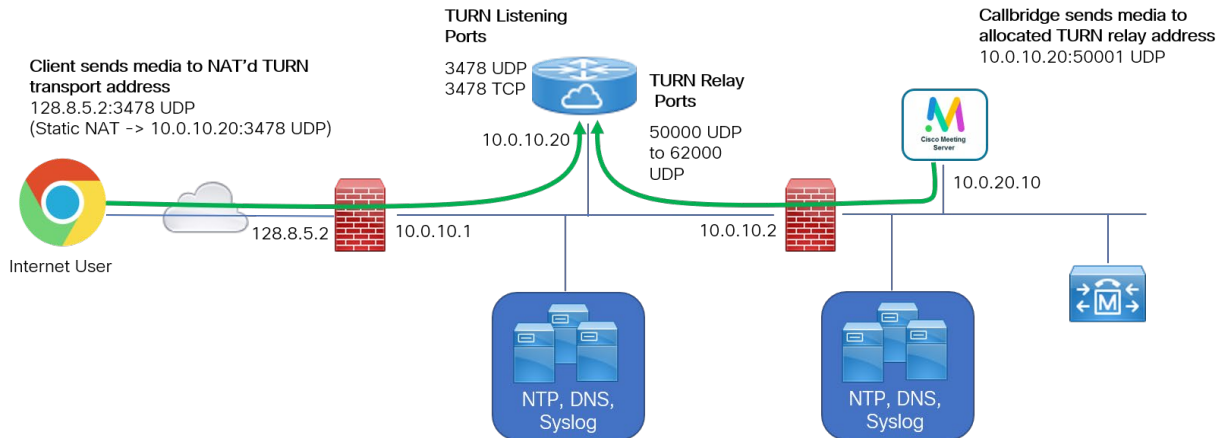 TURN Listening
Ports
3478 UDP
3478 TCP
Callbridge sends media to
allocated TURN relay address
10.0.10.20:50001 UDP
Client sends media to NAT'd TURN
transport address
128.8.5.2:3478 UDP
(Static NAT -> 10.0.10.20:3478 UDP)
TURN Relay
Ports
50000 UDP
to 62000
UDP
10.0.10.20
Cisco Meeting
Server
10.0.20.10
128.8.5.2
10.0.10.1
10.0.10.2
Internet User
M
NTP, DNS,
Syslog
NTP, DNS,
Syslog